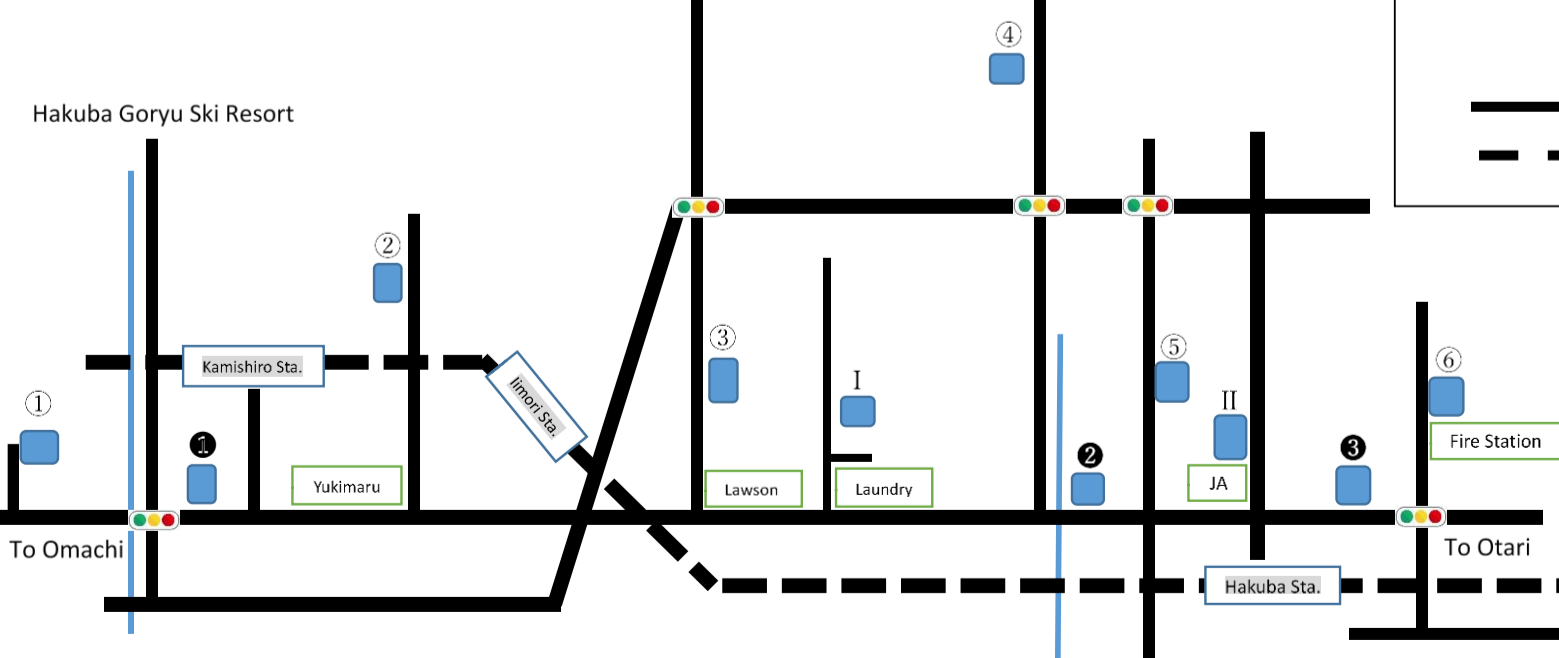 ④
Hakuba Goryu Ski Resort
②
③
⑤
⑥
Kamishiro Sta.
Iimori Sta.
I
II
①
❶
❷
❸
Fire Station
Yukimaru
Lawson
Laundry
JA
To Omachi
To Otari
Hakuba Sta.